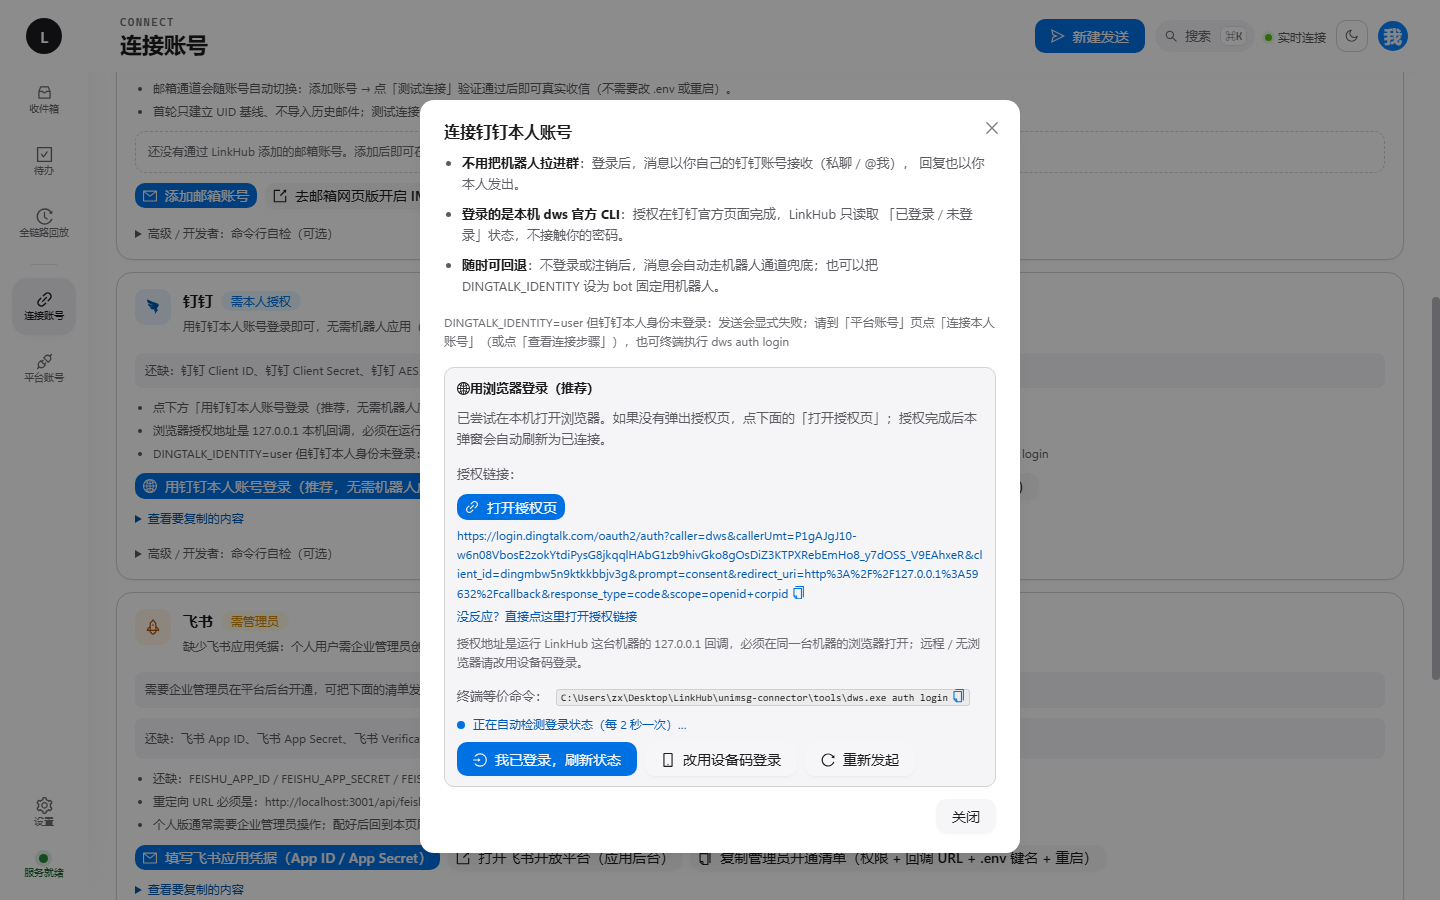 L
CONNECT
连接账号
新建发送
搜索
⌘K
实时连接
我
收件箱
待办
全链路回放
连接账号
平台账号
设置
服务就绪
邮箱通道会随账号自动切换：添加账号 → 点「测试连接」验证通过后即可真实收信（不需要改 .env 或重启）。
首轮只建立 UID 基线、不导入历史邮件；测试连接
还没有通过 LinkHub 添加的邮箱账号。添加后即可在
添加邮箱账号
去邮箱网页版开启 IM
高级 / 开发者：命令行自检（可选）
钉钉
需本人授权
用钉钉本人账号登录即可，无需机器人应用（
还缺：钉钉 Client ID、钉钉 Client Secret、钉钉 AES
点下方「用钉钉本人账号登录（推荐，无需机器人
浏览器授权地址是 127.0.0.1 本机回调，必须在运行
DINGTALK_IDENTITY=user 但钉钉本人身份未登录：
login
用钉钉本人账号登录（推荐，无需机器人
）
查看要复制的内容
高级 / 开发者：命令行自检（可选）
飞书
需管理员
缺少飞书应用凭据：个人用户需企业管理员
需要企业管理员在平台后台开通，可把下面的清单发
还缺：飞书 App ID、飞书 App Secret、飞书 Verifica
还缺：FEISHU_APP_ID / FEISHU_APP_SECRET / FEIS
重定向 URL 必须是：http://localhost:3001/api/feish
个人版通常需要企业管理员操作；配好后回到本页
填写飞书应用凭据（App ID / App Secret）
打开飞书开放平台（应用后台）
复制管理员开通清单（权限 + 回调 URL + .env 键名 + 重启）
查看要复制的内容
连接钉钉本人账号
不用把机器人拉进群：登录后，消息以你自己的钉钉账号接收（私聊 / @我）， 回复也以你
本人发出。
登录的是本机 dws 官方 CLI：授权在钉钉官方页面完成，LinkHub 只读取 「已登录 / 未登
录」状态，不接触你的密码。
随时可回退：不登录或注销后，消息会自动走机器人通道兜底；也可以把
DINGTALK_IDENTITY 设为 bot 固定用机器人。
DINGTALK_IDENTITY=user 但钉钉本人身份未登录：发送会显式失败；请到「平台账号」页点「连接本人
账号」（或点「查看连接步骤」），也可终端执行 dws auth login
用浏览器登录（推荐）
已尝试在本机打开浏览器。如果没有弹出授权页，点下面的「打开授权页」；授权完成后本
弹窗会自动刷新为已连接。
授权链接：
打开授权页
https://login.dingtalk.com/oauth2/auth?caller=dws&callerUmt=P1gAJgJ10-
w6n08VbosE2zokYtdiPysG8jkqqlHAbG1zb9hivGko8gOsDiZ3KTPXRebEmHo8_y7dOSS_V9EAhxeR&cl
ient_id=dingmbw5n9ktkkbbjv3g&prompt=consent&redirect_uri=http%3A%2F%2F127.0.0.1%3A59
632%2Fcallback&response_type=code&scope=openid+corpid
没反应？直接点这里打开授权链接
授权地址是运行 LinkHub 这台机器的 127.0.0.1 回调，必须在同一台机器的浏览器打开；远程 / 无浏
览器请改用设备码登录。
终端等价命令：
C:\Users\zx\Desktop\LinkHub\unimsg-connector\tools\dws.exe auth login
正在自动检测登录状态（每 2 秒一次）…
我已登录，刷新状态
改用设备码登录
重新发起
关闭